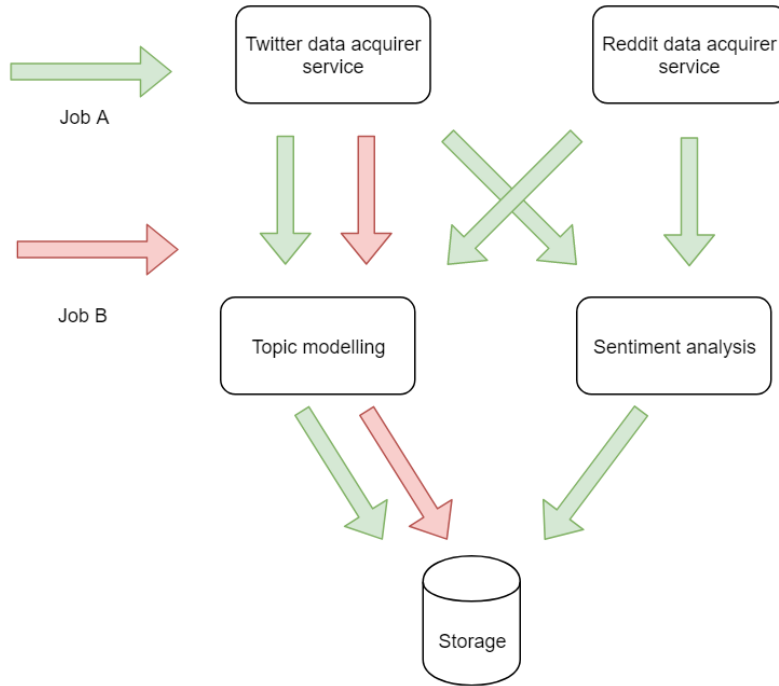 Twitter data acquirer
service
Reddit data acquirer
service
Job A
Job B
Topic modelling
Sentiment analysis
Storage